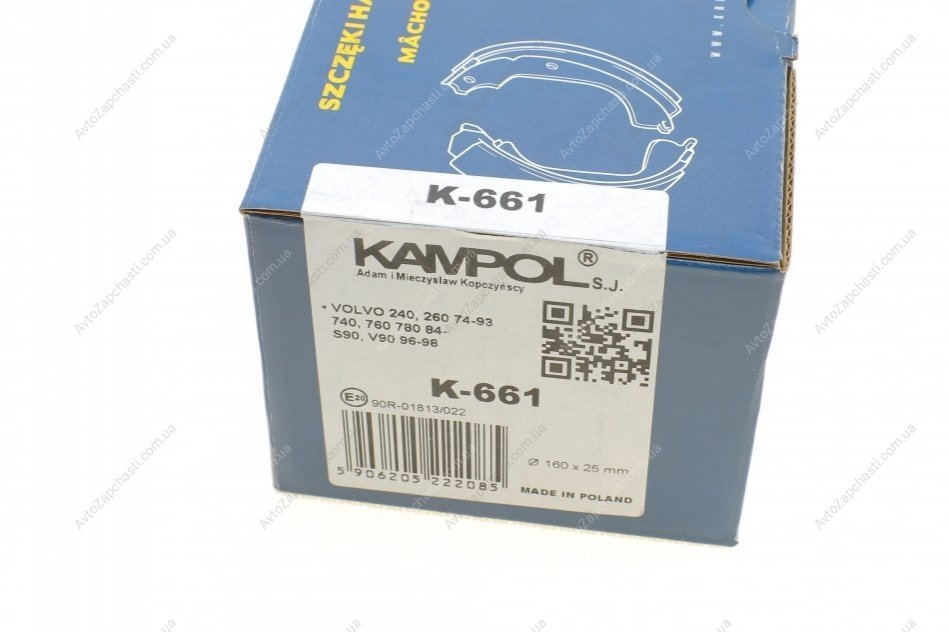 SZCZĘKI HA
MÂCHO
www.
K-661
KAMPOL® S.J.
Adam i Mieczysław Kopczyńscy
• VOLVO 240, 260 74-93
740, 760 780 84-
S90, V90 96-98
K-661
E20 90R-01813/022
5 906205 222085
Ø 160 x 25 mm
MADE IN POLAND
AvtoZapchasti.com.ua